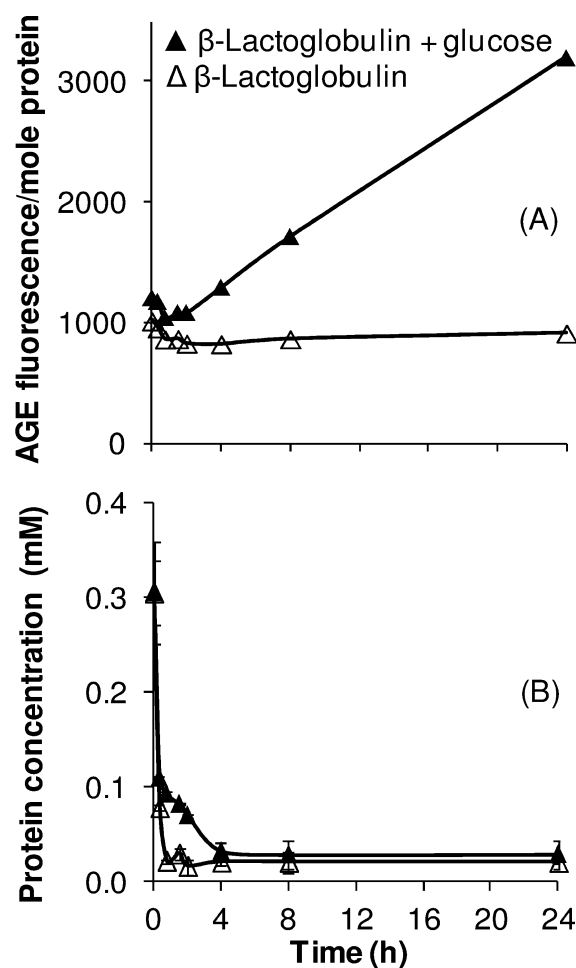 β-Lactoglobulin + glucose
β-Lactoglobulin
AGE fluorescence/mole protein
3000
2000
1000
0
(A)
Protein concentration (mM)
0.4
0.3
0.2
0.1
0.0
(B)
0 4 8 12 16 20 24
Time (h)